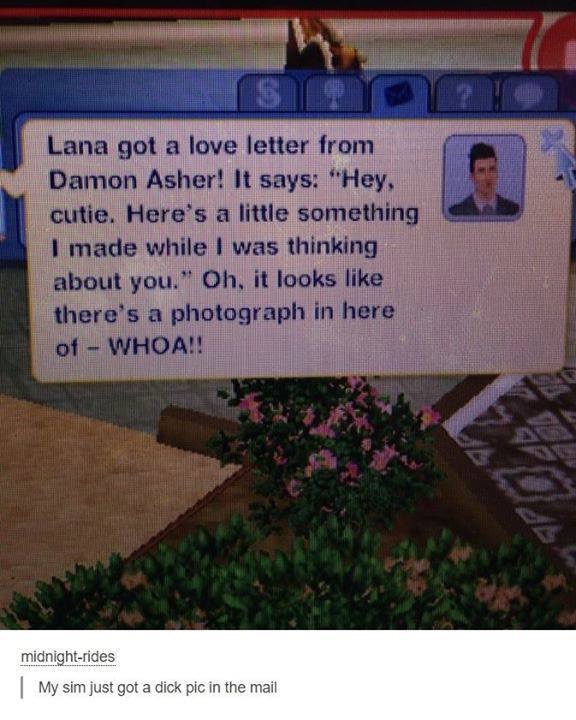 Lana got a love letter from
Damon Asher! It says: "Hey,
cutie. Here's a little something
I made while I was thinking
about you." Oh, it looks like
there's a photograph in here
of – WHOA!!
midnight-rides
My sim just got a dick pic in the mail